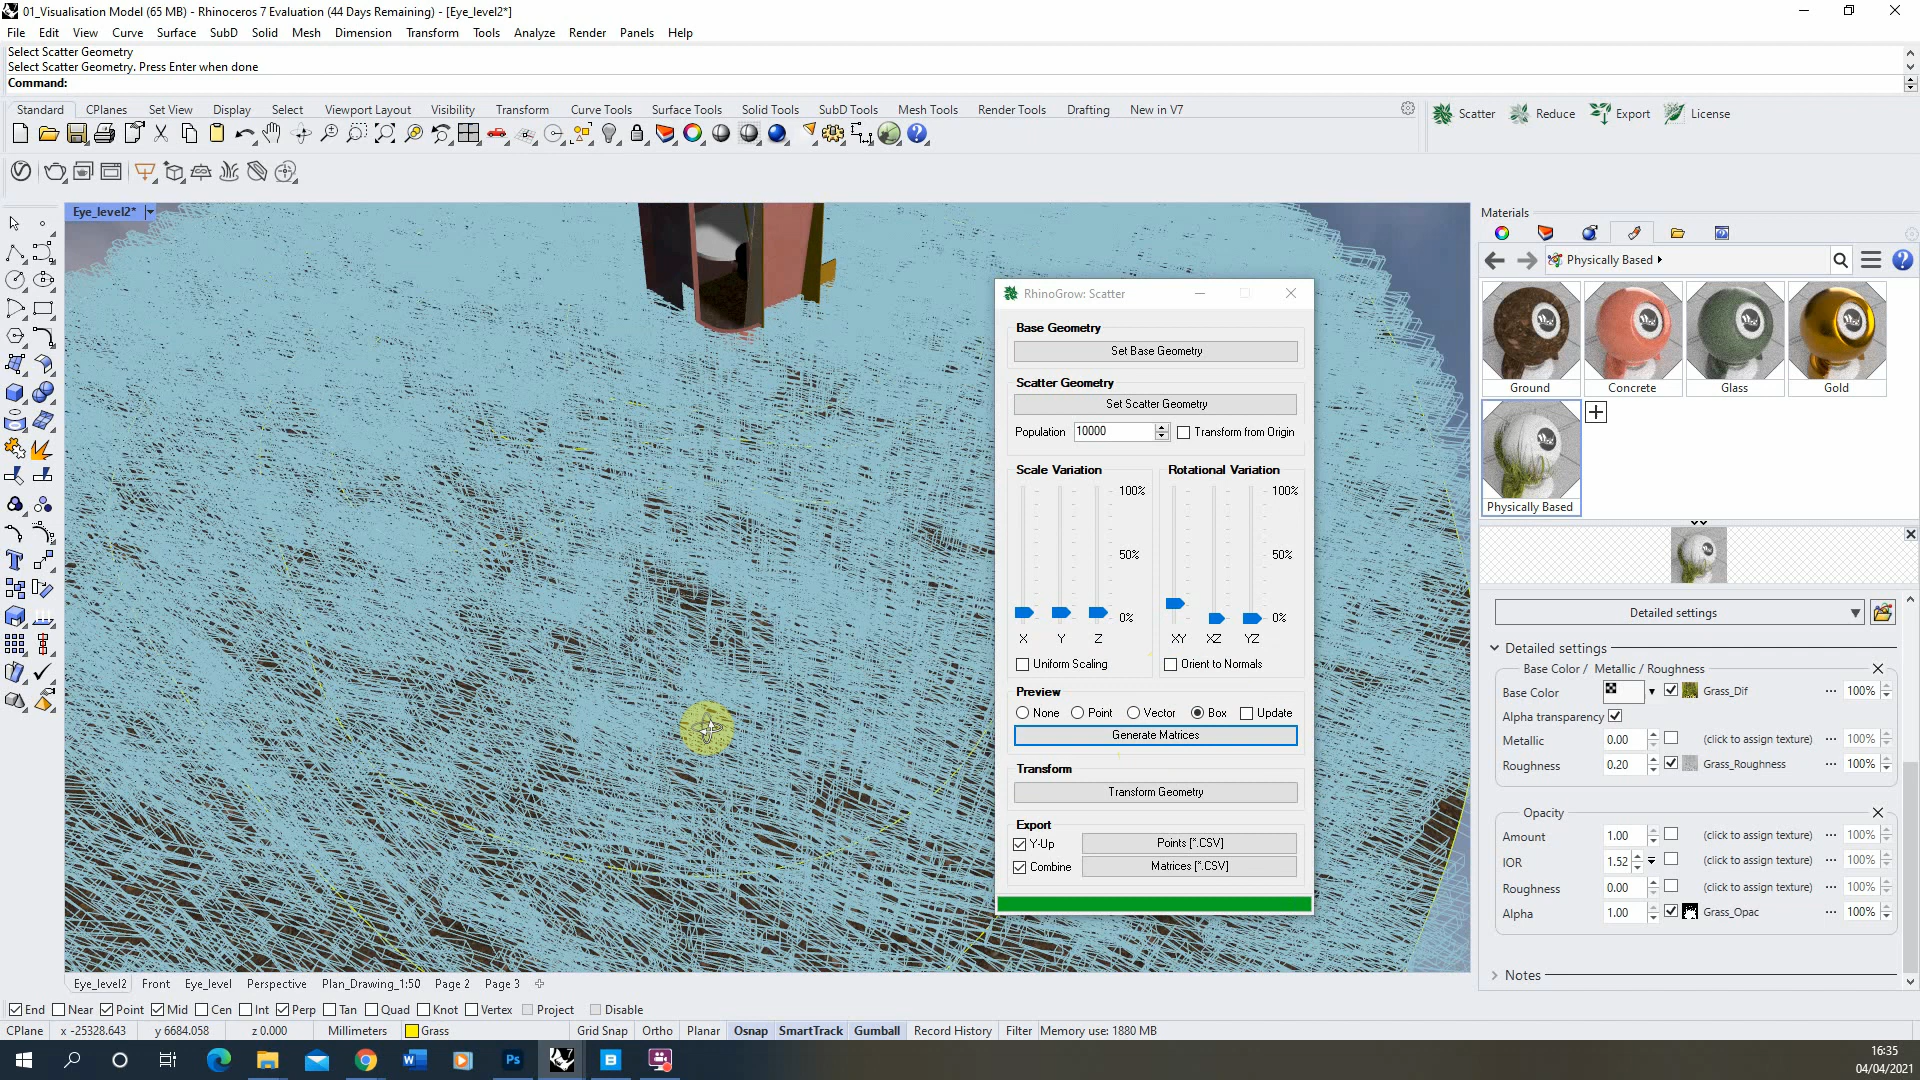 01_Visualisation Model (65 MB) - Rhinoceros 7 Evaluation (44 Days Remaining) - [Eye_level2*]
File Edit View Curve Surface SubD Solid Mesh Dimension Transform Tools Analyze Render Panels Help
Select Scatter Geometry
Select Scatter Geometry. Press Enter when done
Command:
Standard CPlanes Set View Display Select Viewport Layout Visibility Transform Curve Tools Surface Tools Solid Tools SubD Tools Mesh Tools Render Tools Drafting New in V7
Scatter Reduce Export License
Eye_level2*
Materials
Physically Based
Ground Concrete Glass Gold
Physically Based
RhinoGrow: Scatter
Base Geometry
Set Base Geometry
Scatter Geometry
Set Scatter Geometry
Population 10000 Transform from Origin
Scale Variation Rotational Variation
100% 100%
50% 50%
0% 0%
X Y Z XY XZ YZ
Uniform Scaling Orient to Normals
Preview
None Point Vector Box Update
Generate Matrices
Transform
Transform Geometry
Export
Y-Up Points [*.CSV]
Combine Matrices [*.CSV]
Detailed settings
Detailed settings
Base Color / Metallic / Roughness
Base Color Grass_Dif 100%
Alpha transparency
Metallic 0.00 (click to assign texture) 100%
Roughness 0.20 Grass_Roughness 100%
Opacity
Amount 1.00 (click to assign texture) 100%
IOR 1.52 (click to assign texture) 100%
Roughness 0.00 (click to assign texture) 100%
Alpha 1.00 Grass_Opac 100%
Notes
Eye_level2 Front Eye_level Perspective Plan_Drawing_1:50 Page 2 Page 3
End Near Point Mid Cen Int Perp Tan Quad Knot Vertex Project Disable
CPlane x -25328.643 y 6684.058 z 0.000 Millimeters Grass Grid Snap Ortho Planar Osnap SmartTrack Gumball Record History Filter Memory use: 1880 MB
16:35
04/04/2021